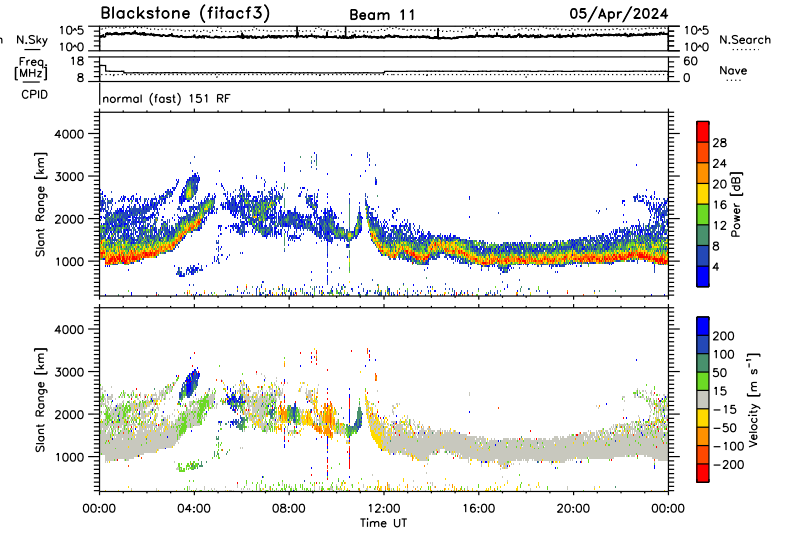 Blackstone (fitacf3) Beam 11 05/Apr/2024
n N.Sky 10^5 10^0 10^5 10^0 N.Search
Freq. [MHz] 18 8 60 0 Nave
CPID normal (fast) 151 RF
Slant Range [km] 4000 3000 2000 1000
28 24 20 16 12 8 4 Power [dB]
Slant Range [km] 4000 3000 2000 1000
200 100 50 15 -15 -50 -100 -200 Velocity [m s⁻¹]
00:00 04:00 08:00 12:00 16:00 20:00 00:00
Time UT